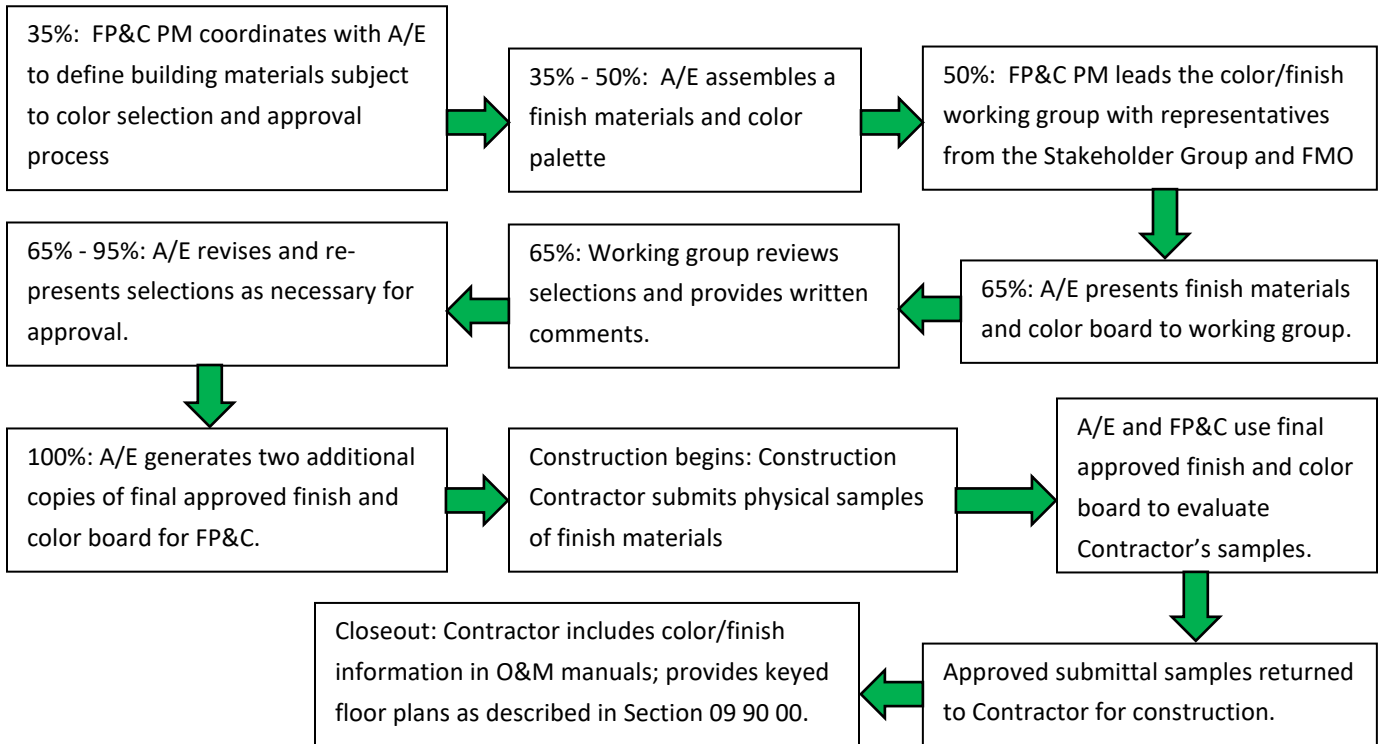 35%:  FP&C PM coordinates with A/E
to define building materials subject
to color selection and approval
process
35% - 50%:  A/E assembles a
finish materials and color
palette
50%:  FP&C PM leads the color/finish
working group with representatives
from the Stakeholder Group and FMO
65%: A/E presents finish materials
and color board to working group.
65%: Working group reviews
selections and provides written
comments.
65% - 95%: A/E revises and re-
presents selections as necessary for
approval.
100%: A/E generates two additional
copies of final approved finish and
color board for FP&C.
Construction begins: Construction
Contractor submits physical samples
of finish materials
A/E and FP&C use final
approved finish and color
board to evaluate
Contractor’s samples.
Approved submittal samples returned
to Contractor for construction.
Closeout: Contractor includes color/finish
information in O&M manuals; provides keyed
floor plans as described in Section 09 90 00.